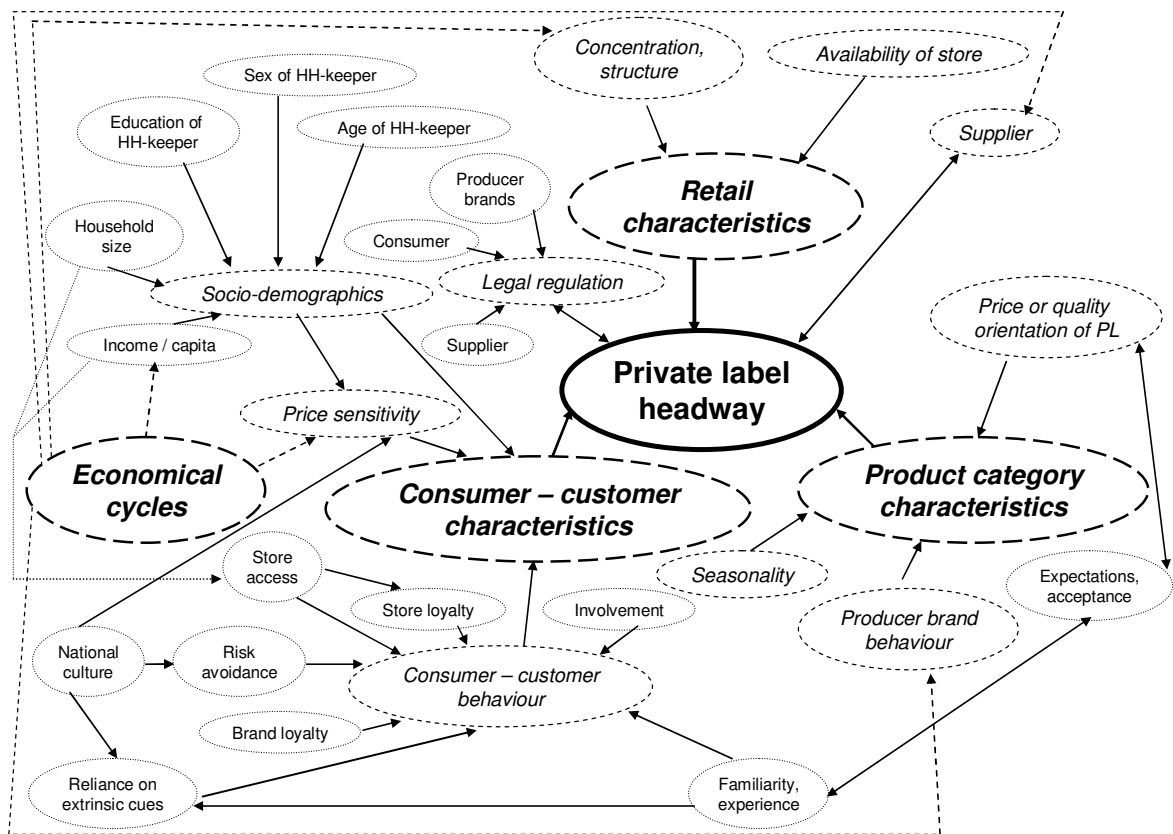 Concentration,
structure
Availability of store
Sex of HH-keeper
Education of
HH-keeper
Age of HH-keeper
Supplier
Producer
brands
Retail
characteristics
Household
size
Consumer
Socio-demographics
Legal regulation
Price or quality
orientation of PL
Income / capita
Supplier
Private label
headway
Price sensitivity
Economical
cycles
Consumer – customer
characteristics
Product category
characteristics
Store
access
Seasonality
Expectations,
acceptance
Store loyalty
Involvement
Producer brand
behaviour
National
culture
Risk
avoidance
Consumer – customer
behaviour
Brand loyalty
Reliance on
extrinsic cues
Familiarity,
experience